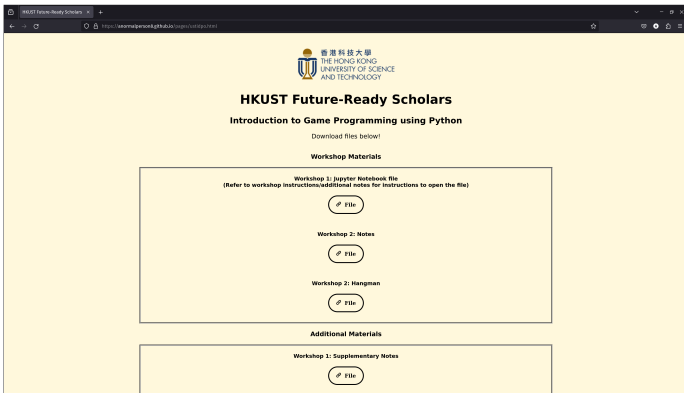 HKUST Future-Ready Scholars
https://anormalperson8.github.io/pages/ustdpo.html
香港科技大學
THE HONG KONG
UNIVERSITY OF SCIENCE
AND TECHNOLOGY
HKUST Future-Ready Scholars
Introduction to Game Programming using Python
Download files below!
Workshop Materials
Workshop 1: Jupyter Notebook file
(Refer to workshop instructions/additional notes for instructions to open the file)
File
Workshop 2: Notes
File
Workshop 2: Hangman
File
Additional Materials
Workshop 1: Supplementary Notes
File